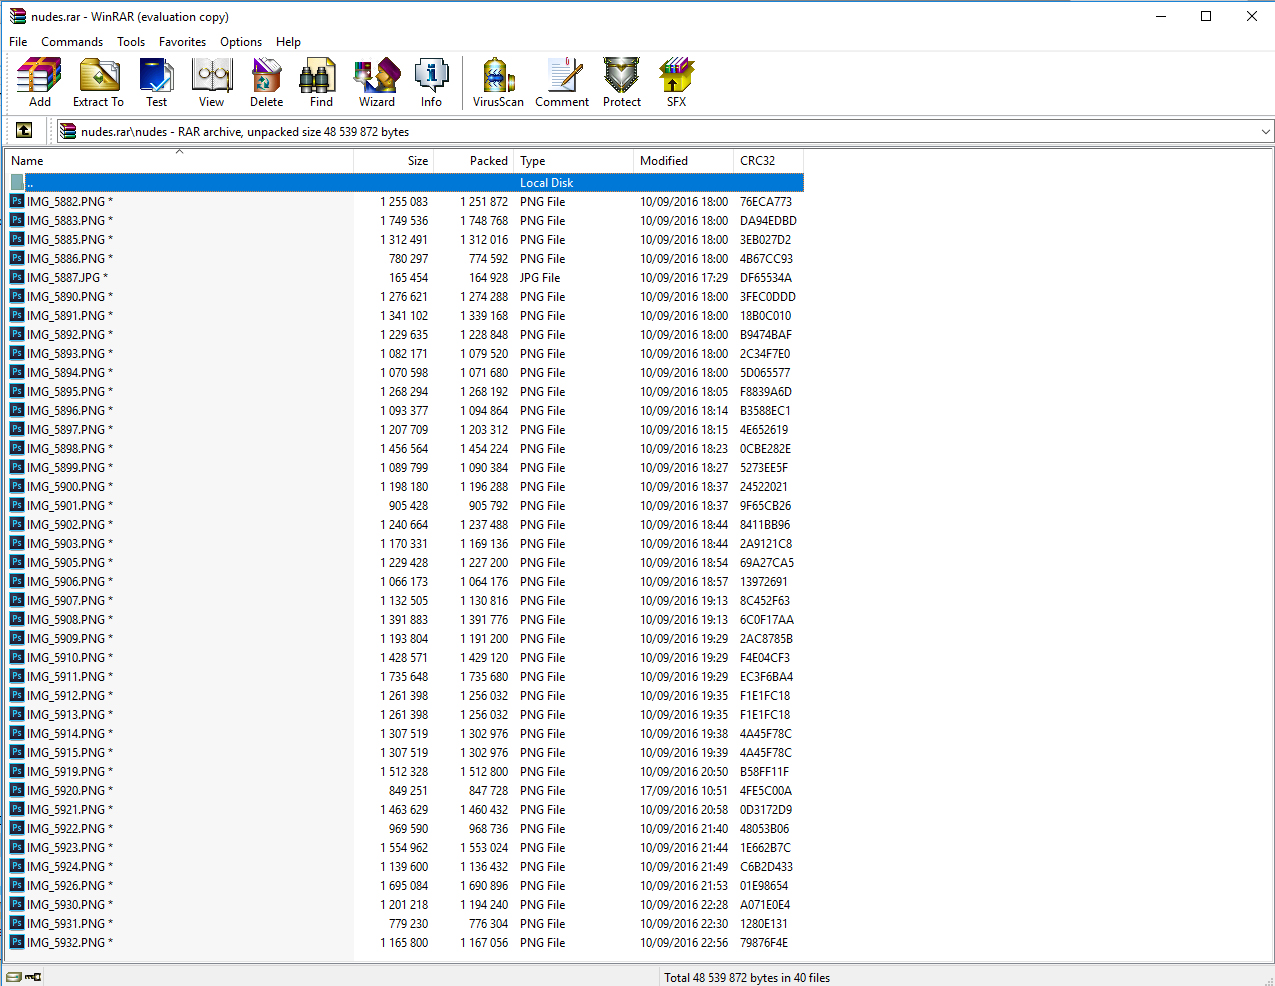 nudes.rar - WinRAR (evaluation copy)
File Commands Tools Favorites Options Help
Add Extract To Test View Delete Find Wizard Info VirusScan Comment Protect SFX
nudes.rar\nudes - RAR archive, unpacked size 48 539 872 bytes
Name Size Packed Type Modified CRC32
.. Local Disk
IMG_5882.PNG * 1 255 083 1 251 872 PNG File 10/09/2016 18:00 76ECA773
IMG_5883.PNG * 1 749 536 1 748 768 PNG File 10/09/2016 18:00 DA94EDBD
IMG_5885.PNG * 1 312 491 1 312 016 PNG File 10/09/2016 18:00 3EB027D2
IMG_5886.PNG * 780 297 774 592 PNG File 10/09/2016 18:00 4B67CC93
IMG_5887.JPG * 165 454 164 928 JPG File 10/09/2016 17:29 DF65534A
IMG_5890.PNG * 1 276 621 1 274 288 PNG File 10/09/2016 18:00 3FEC0DDD
IMG_5891.PNG * 1 341 102 1 339 168 PNG File 10/09/2016 18:00 18B0C010
IMG_5892.PNG * 1 229 635 1 228 848 PNG File 10/09/2016 18:00 B9474BAF
IMG_5893.PNG * 1 082 171 1 079 520 PNG File 10/09/2016 18:00 2C34F7E0
IMG_5894.PNG * 1 070 598 1 071 680 PNG File 10/09/2016 18:00 5D065577
IMG_5895.PNG * 1 268 294 1 268 192 PNG File 10/09/2016 18:05 F8839A6D
IMG_5896.PNG * 1 093 377 1 094 864 PNG File 10/09/2016 18:14 B3588EC1
IMG_5897.PNG * 1 207 709 1 203 312 PNG File 10/09/2016 18:15 4E652619
IMG_5898.PNG * 1 456 564 1 454 224 PNG File 10/09/2016 18:23 0CBE282E
IMG_5899.PNG * 1 089 799 1 090 384 PNG File 10/09/2016 18:27 5273EE5F
IMG_5900.PNG * 1 198 180 1 196 288 PNG File 10/09/2016 18:37 24522021
IMG_5901.PNG * 905 428 905 792 PNG File 10/09/2016 18:37 9F65CB26
IMG_5902.PNG * 1 240 664 1 237 488 PNG File 10/09/2016 18:44 8411BB96
IMG_5903.PNG * 1 170 331 1 169 136 PNG File 10/09/2016 18:44 2A9121C8
IMG_5905.PNG * 1 229 428 1 227 200 PNG File 10/09/2016 18:54 69A27CA5
IMG_5906.PNG * 1 066 173 1 064 176 PNG File 10/09/2016 18:57 13972691
IMG_5907.PNG * 1 132 505 1 130 816 PNG File 10/09/2016 19:13 8C452F63
IMG_5908.PNG * 1 391 883 1 391 776 PNG File 10/09/2016 19:13 6C0F17AA
IMG_5909.PNG * 1 193 804 1 191 200 PNG File 10/09/2016 19:29 2AC8785B
IMG_5910.PNG * 1 428 571 1 429 120 PNG File 10/09/2016 19:29 F4E04CF3
IMG_5911.PNG * 1 735 648 1 735 680 PNG File 10/09/2016 19:29 EC3F6BA4
IMG_5912.PNG * 1 261 398 1 256 032 PNG File 10/09/2016 19:35 F1E1FC18
IMG_5913.PNG * 1 261 398 1 256 032 PNG File 10/09/2016 19:35 F1E1FC18
IMG_5914.PNG * 1 307 519 1 302 976 PNG File 10/09/2016 19:38 4A45F78C
IMG_5915.PNG * 1 307 519 1 302 976 PNG File 10/09/2016 19:39 4A45F78C
IMG_5919.PNG * 1 512 328 1 512 800 PNG File 10/09/2016 20:50 B58FF11F
IMG_5920.PNG * 849 251 847 728 PNG File 17/09/2016 10:51 4FE5C00A
IMG_5921.PNG * 1 463 629 1 460 432 PNG File 10/09/2016 20:58 0D3172D9
IMG_5922.PNG * 969 590 968 736 PNG File 10/09/2016 21:40 48053B06
IMG_5923.PNG * 1 554 962 1 553 024 PNG File 10/09/2016 21:44 1E662B7C
IMG_5924.PNG * 1 139 600 1 136 432 PNG File 10/09/2016 21:49 C6B2D433
IMG_5926.PNG * 1 695 084 1 690 896 PNG File 10/09/2016 21:53 01E98654
IMG_5930.PNG * 1 201 218 1 194 240 PNG File 10/09/2016 22:28 A071E0E4
IMG_5931.PNG * 779 230 776 304 PNG File 10/09/2016 22:30 1280E131
IMG_5932.PNG * 1 165 800 1 167 056 PNG File 10/09/2016 22:56 79876F4E
Total 48 539 872 bytes in 40 files